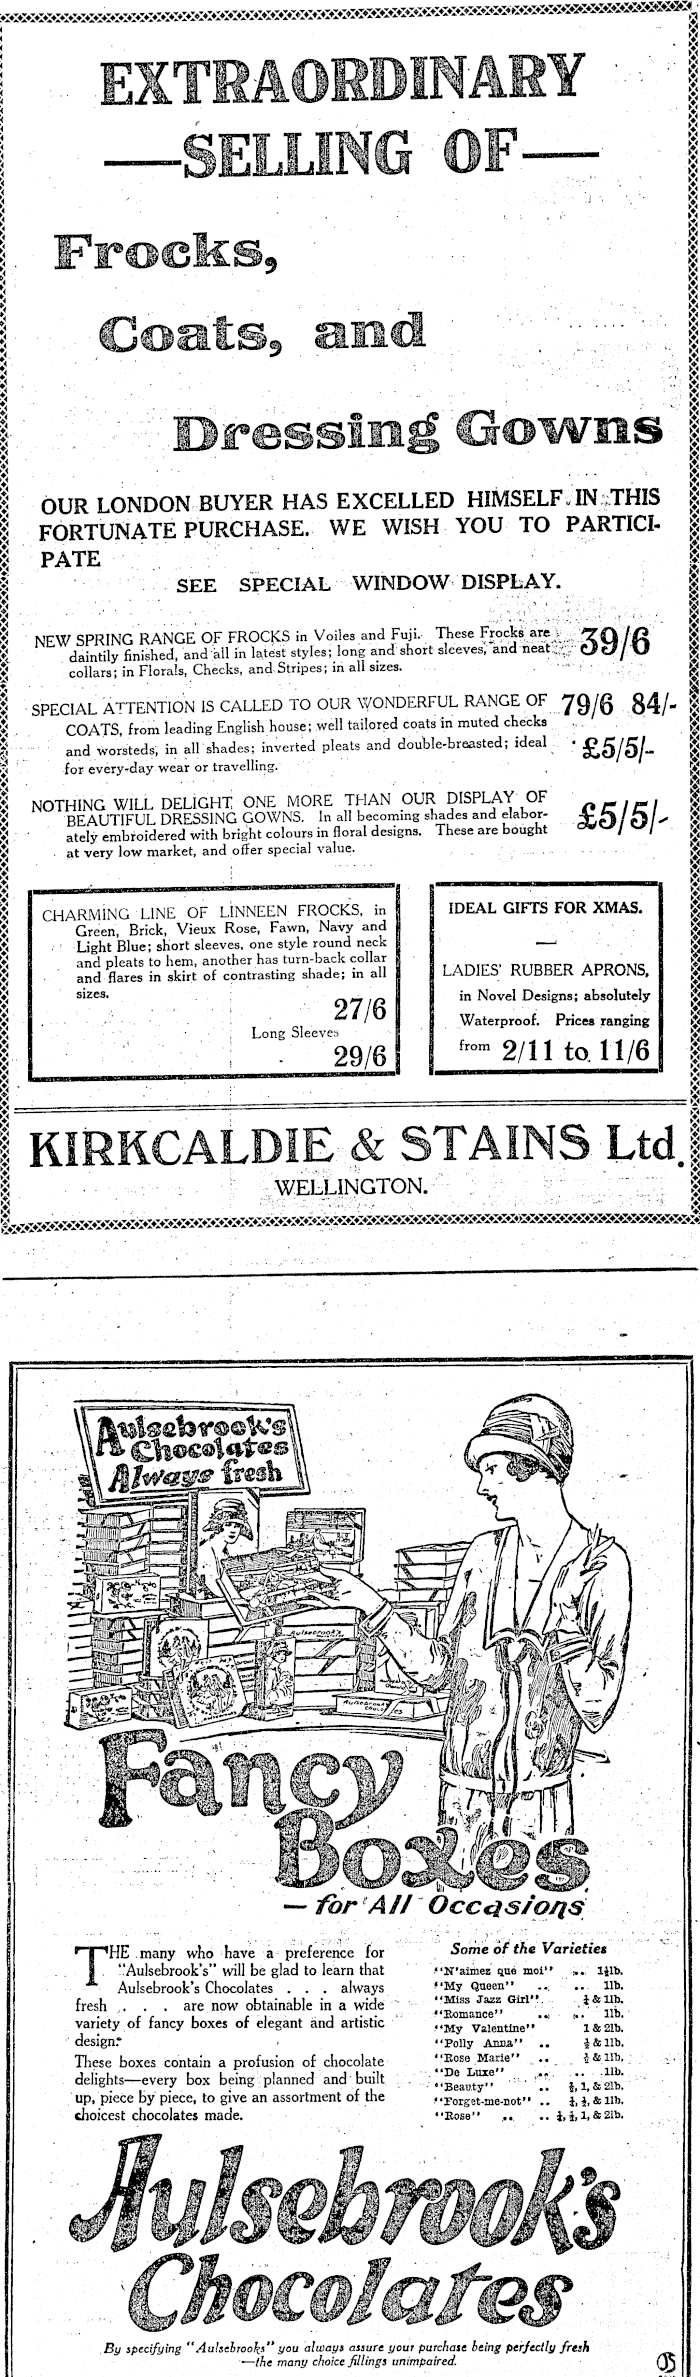 EXTRAORDINARY
—SELLING OF—
Frocks,
Coats, and
Dressing Gowns
OUR LONDON BUYER HAS EXCELLED HIMSELF IN THIS
FORTUNATE PURCHASE. WE WISH YOU TO PARTICI-
PATE
SEE SPECIAL WINDOW DISPLAY.
NEW SPRING RANGE OF FROCKS in Voiles and Fuji. These Frocks are
daintily finished, and all in latest styles; long and short sleeves, and neat
collars; in Florals, Checks, and Stripes; in all sizes.
39/6
SPECIAL ATTENTION IS CALLED TO OUR WONDERFUL RANGE OF
COATS, from leading English house; well tailored coats in muted checks
and worsteds, in all shades; inverted pleats and double-breasted; ideal
for every-day wear or travelling.
79/6 84/-
£5/5/-
NOTHING WILL DELIGHT ONE MORE THAN OUR DISPLAY OF
BEAUTIFUL DRESSING GOWNS. In all becoming shades and elabor-
ately embroidered with bright colours in floral designs. These are bought
at very low market, and offer special value.
£5/5/-
CHARMING LINE OF LINNEEN FROCKS, in
Green, Brick, Vieux Rose, Fawn, Navy and
Light Blue; short sleeves, one style round neck
and pleats to hem, another has turn-back collar
and flares in skirt of contrasting shade; in all
sizes.
27/6
Long Sleeves
29/6
IDEAL GIFTS FOR XMAS.
—
LADIES' RUBBER APRONS,
in Novel Designs; absolutely
Waterproof. Prices ranging
from 2/11 to 11/6
KIRKCALDIE & STAINS Ltd.
WELLINGTON.
Aulsebrook's
Chocolates
Always fresh
Aulsebrook's
Fancy
Boxes
— for All Occasions
THE many who have a preference for
"Aulsebrook's" will be glad to learn that
Aulsebrook's Chocolates . . . always
fresh . . . are now obtainable in a wide
variety of fancy boxes of elegant and artistic
design.
These boxes contain a profusion of chocolate
delights—every box being planned and built
up, piece by piece, to give an assortment of the
choicest chocolates made.
Some of the Varieties
"N'aimez que moi" .. 1½lb.
"My Queen" .. .. 1lb.
"Miss Jazz Girl" ½ & 1lb.
"Romance" .. .. 1lb.
"My Valentine" 1 & 2lb.
"Polly Anna" .. ½ & 1lb.
"Rose Marie" .. ½ & 1lb.
"De Luxe" .. .. 1lb.
"Beauty" .. ½, 1, & 2lb.
"Forget-me-not" .. ¼, ½, & 1lb.
"Rose" .. .. ¼, ½, 1, & 2lb.
Aulsebrook's
Chocolates
By specifying "Aulsebrooks" you always assure your purchase being perfectly fresh
—the many choice fillings unimpaired.